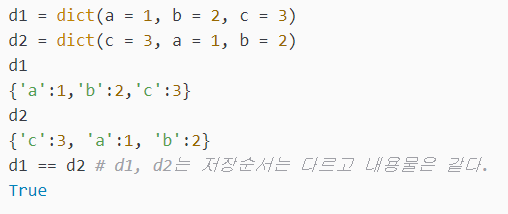 d1 = dict(a = 1, b = 2, c = 3)
d2 = dict(c = 3, a = 1, b = 2)
d1
{'a':1,'b':2,'c':3}
d2
{'c':3, 'a':1, 'b':2}
d1 == d2 # d1, d2는 저장순서는 다르고 내용물은 같다.
True